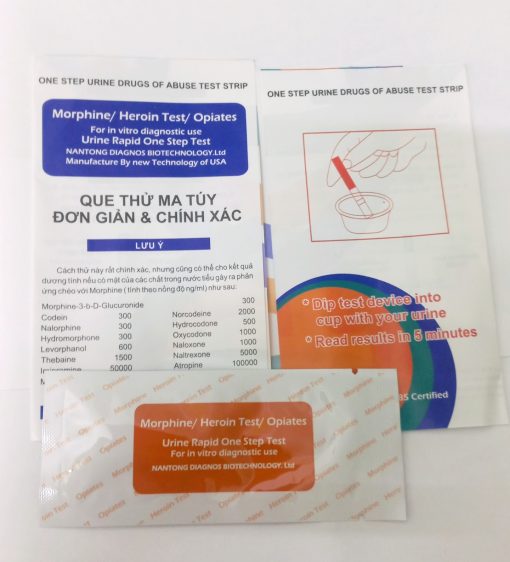 ONE STEP URINE DRUGS OF ABUSE TEST STRIP
Morphine/ Heroin Test/ Opiates
For in vitro diagnostic use
Urine Rapid One Step Test
NANTONG DIAGNOS BIOTECHNOLOGY.Ltd
Manufacture By new Technology of USA
QUE THỬ MA TÚY
ĐƠN GIẢN & CHÍNH XÁC
LƯU Ý
Cách thử này rất chính xác, nhưng cũng có thể cho kết quả
dương tính nếu có mặt của các chất trong nước tiểu gây ra phản
ứng chéo với Morphine ( tính theo nồng độ ng/ml) như sau:
Morphine-3-b-D-Glucuronide 300
Codein 300 Norcodeine 2000
Nalorphine 300 Hydrocodone 500
Hydromorphone 300 Oxycodone 1000
Levorphanol 600 Naloxone 1000
Thebaine 1500 Naltrexone 5000
Imipramine 50000 Atropine 100000
ONE STEP URINE DRUGS OF ABUSE TEST STRIP
* Dip test device into
cup with your urine
* Read results in 5 minutes
Certified
Morphine/ Heroin Test/ Opiates
Urine Rapid One Step Test
For in vitro diagnostic use
NANTONG DIAGNOS BIOTECHNOLOGY. Ltd
Morphine Heroin Test Opiates